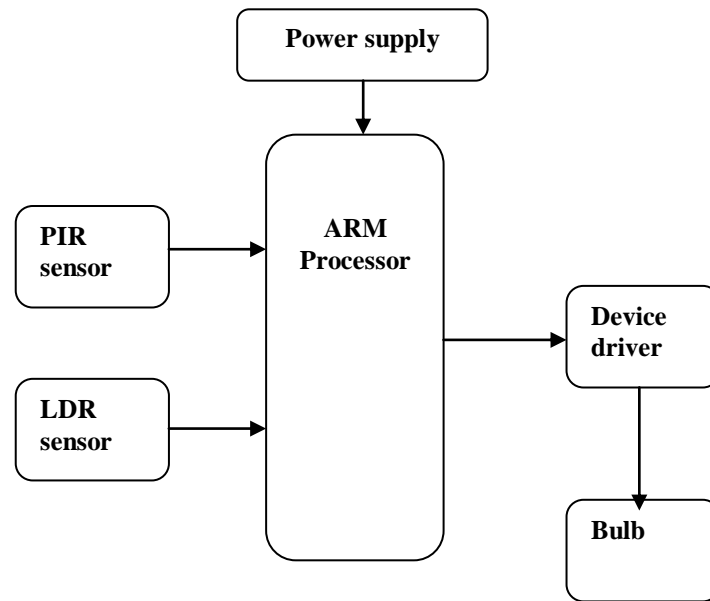 Power supply
PIR
sensor
ARM
Processor
LDR
sensor
Device
driver
Bulb